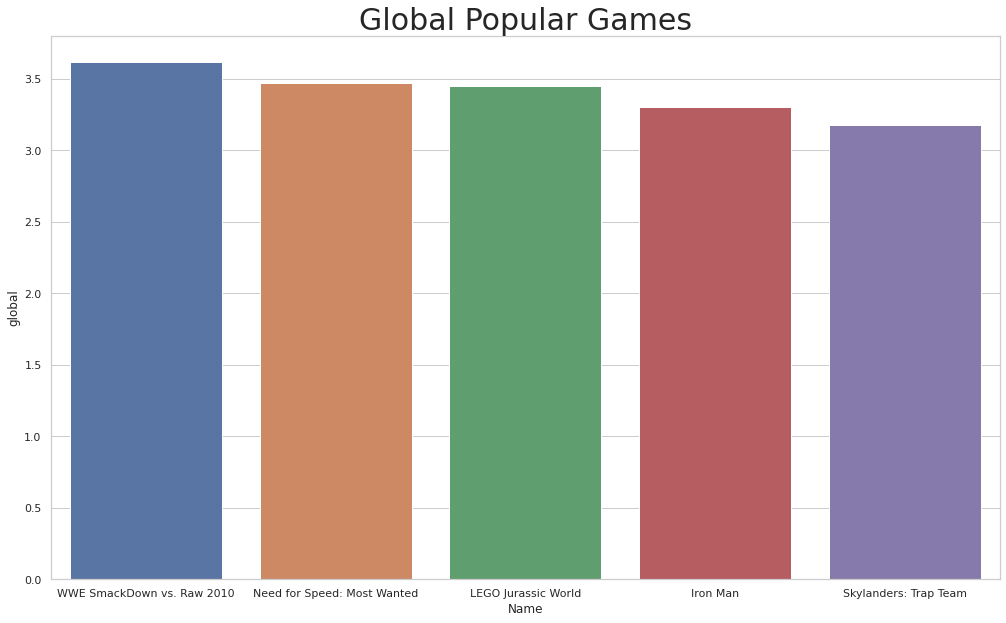 Global Popular Games
global
3.5
3.0
2.5
2.0
1.5
1.0
0.5
0.0
WWE SmackDown vs. Raw 2010
Need for Speed: Most Wanted
LEGO Jurassic World
Iron Man
Skylanders: Trap Team
Name